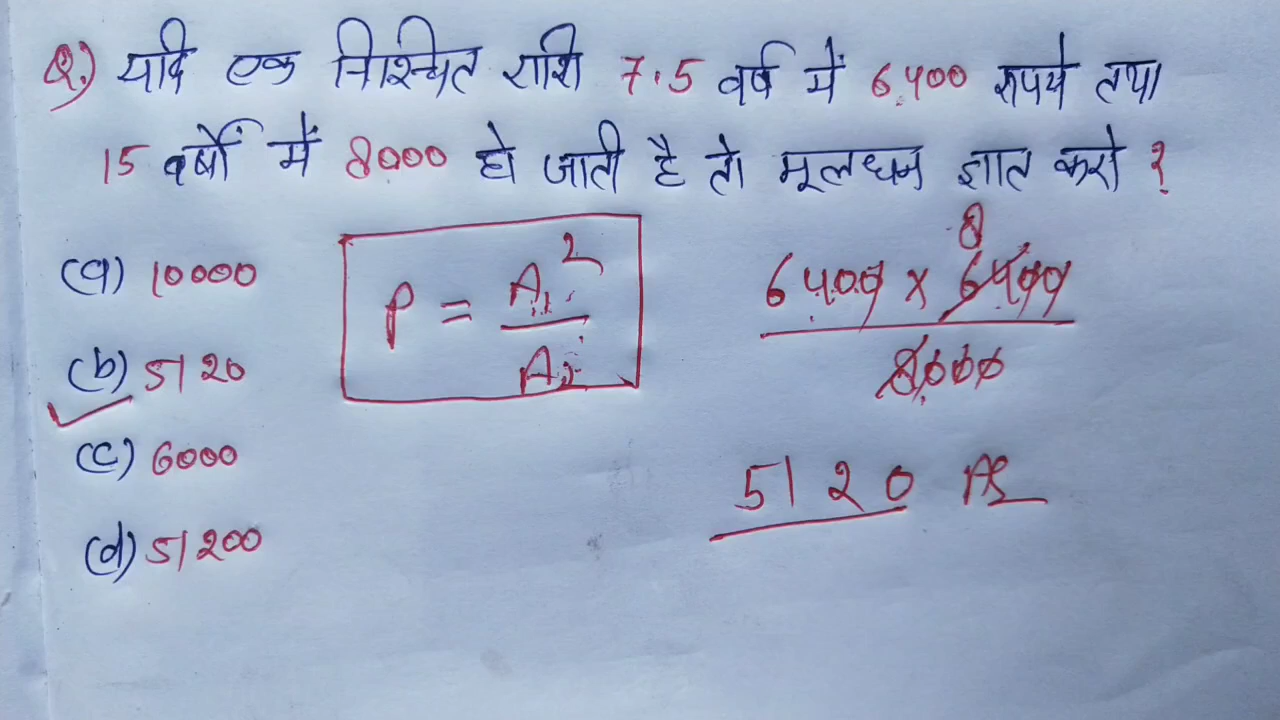 Q.) यदि एक निश्चित राशि 7.5 वर्ष में 6400 रुपये तथा
15 वर्षों में 8000 हो जाती है तो मूलधन ज्ञात करो ?
(a) 10000
(b) 5120
(c) 6000
(d) 51200
P = A₁² / A₂
8
6400 x 6400
8000
5120 As